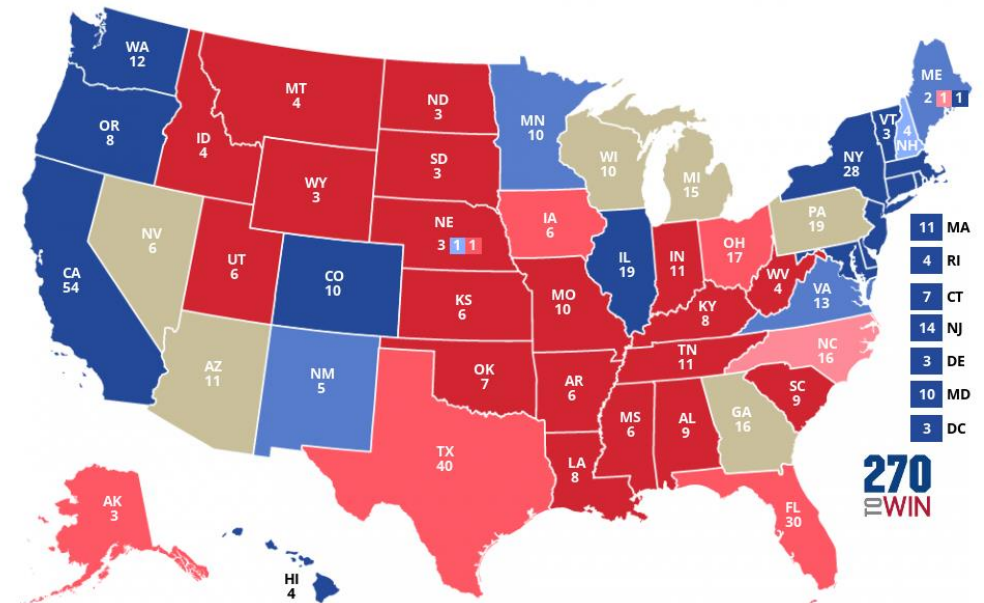 WA
12
OR
8
CA
54
NV
6
ID
4
MT
4
WY
3
UT
6
AZ
11
CO
10
NM
5
ND
3
SD
3
NE
3 1 1
KS
6
OK
7
TX
40
MN
10
IA
6
MO
10
AR
6
LA
8
WI
10
IL
19
MI
15
IN
11
OH
17
KY
8
TN
11
MS
6
AL
9
GA
16
FL
30
SC
9
NC
16
VA
13
WV
4
PA
19
NY
28
VT
3
4
NH
ME
2 1 1
11 MA
4 RI
7 CT
14 NJ
3 DE
10 MD
3 DC
AK
3
HI
4
270
TO WIN